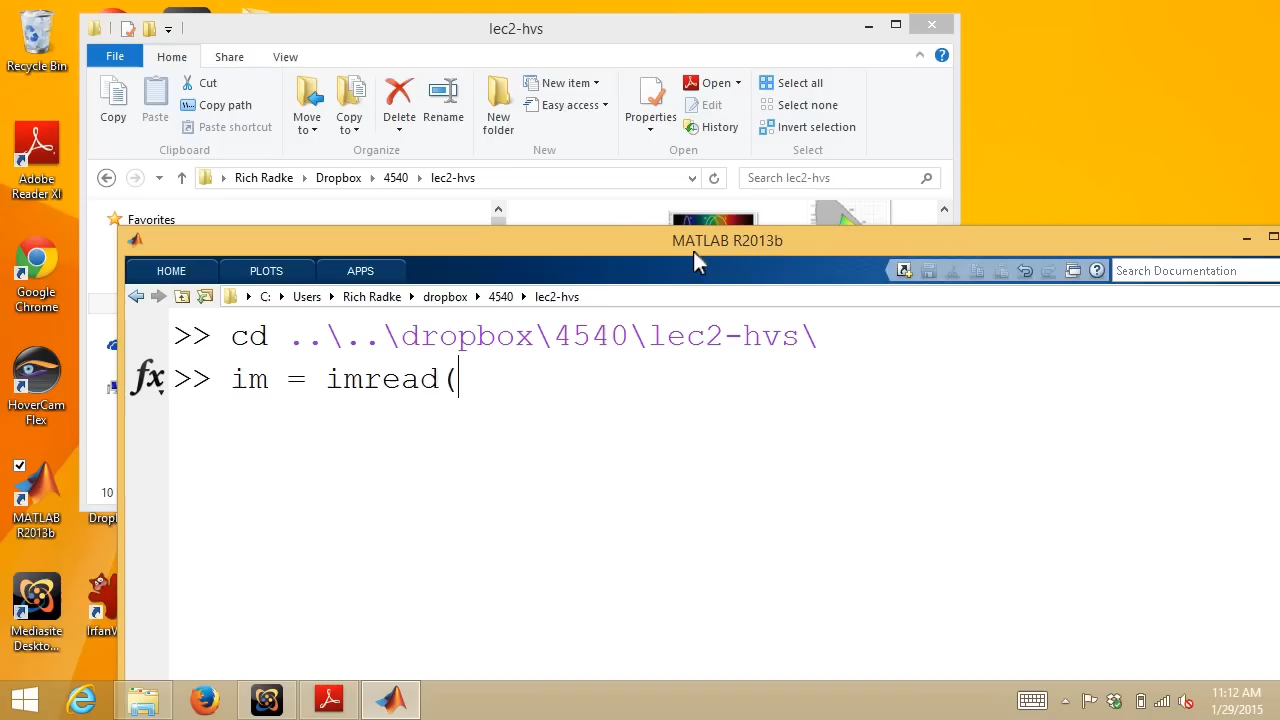 Recycle Bin
Adobe
Reader XI
Google
Chrome
HoverCam
Flex
MATLAB
R2013b
Mediasite
Deskto...
lec2-hvs
File Home Share View
Copy
Paste
Cut
Copy path
Paste shortcut
Clipboard
Move
to
Copy
to
Delete
Rename
Organize
New
folder
New item
Easy access
New
Properties
Open
Edit
History
Open
Select all
Select none
Invert selection
Select
Rich Radke Dropbox 4540 lec2-hvs
Search lec2-hvs
Favorites
10
MATLAB R2013b
HOME PLOTS APPS
Search Documentation
C: Users Rich Radke dropbox 4540 lec2-hvs
>> cd ..\..\dropbox\4540\lec2-hvs\
fx >> im = imread(
11:12 AM
1/29/2015